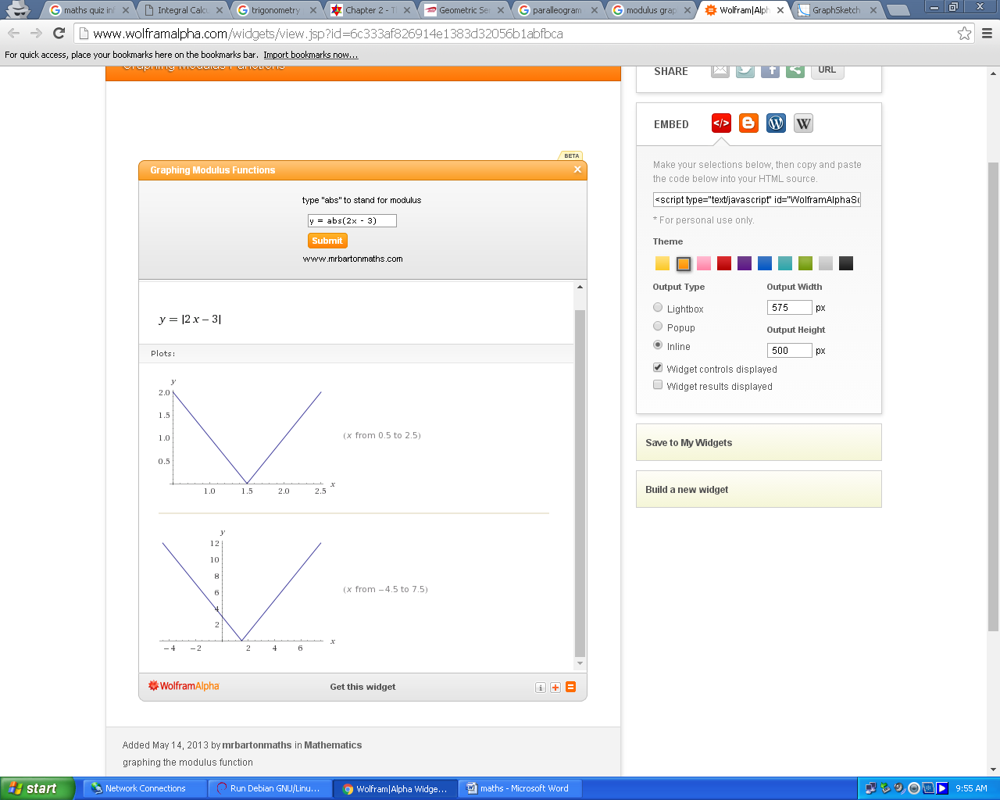 maths quiz inf
Integral Calcu
trigonometry
Chapter 2 - Th
Geometric Se
paralleogram
modulus grap
Wolfram|Alph
GraphSketch
www.wolframalpha.com/widgets/view.jsp?id=6c333af826914e1383d32056b1abfbca
For quick access, place your bookmarks here on the bookmarks bar. Import bookmarks now...
Graphing Modulus Functions
SHARE
URL
EMBED
Make your selections below, then copy and paste
the code below into your HTML source.
<script type="text/javascript" id="WolframAlphaSc
* For personal use only.
Theme
Output Type
Output Width
Lightbox
575 px
Popup
Output Height
Inline
500 px
Widget controls displayed
Widget results displayed
Save to My Widgets
Build a new widget
BETA
Graphing Modulus Functions
type "abs" to stand for modulus
y = abs(2x - 3)
Submit
www.mrbartonmaths.com
y = |2 x − 3|
Plots:
y
2.0
1.5
1.0
0.5
1.0 1.5 2.0 2.5 x
(x from 0.5 to 2.5)
y
12
10
8
6
4
2
−4 −2 2 4 6 x
(x from −4.5 to 7.5)
WolframAlpha
Get this widget
Added May 14, 2013 by mrbartonmaths in Mathematics
graphing the modulus function
start
Network Connections
Run Debian GNU/Linu...
Wolfram|Alpha Widge...
maths - Microsoft Word
9:55 AM